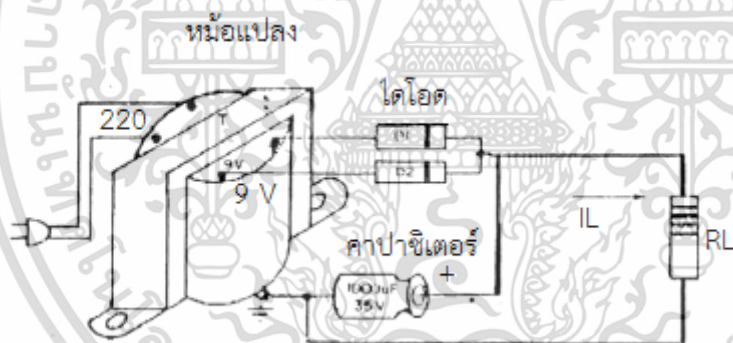 หม้อแปลง
220
ไดโอด
T
D1
9V
D2
9 V
IL
คาปาซิเตอร์
+
RL
1000uF
35V